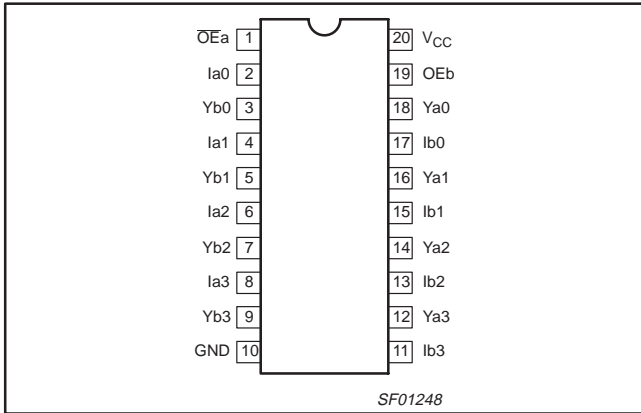 O̅E̅a 1 20 VCC
Ia0 2 19 OEb
Yb0 3 18 Ya0
Ia1 4 17 Ib0
Yb1 5 16 Ya1
Ia2 6 15 Ib1
Yb2 7 14 Ya2
Ia3 8 13 Ib2
Yb3 9 12 Ya3
GND 10 11 Ib3
SF01248